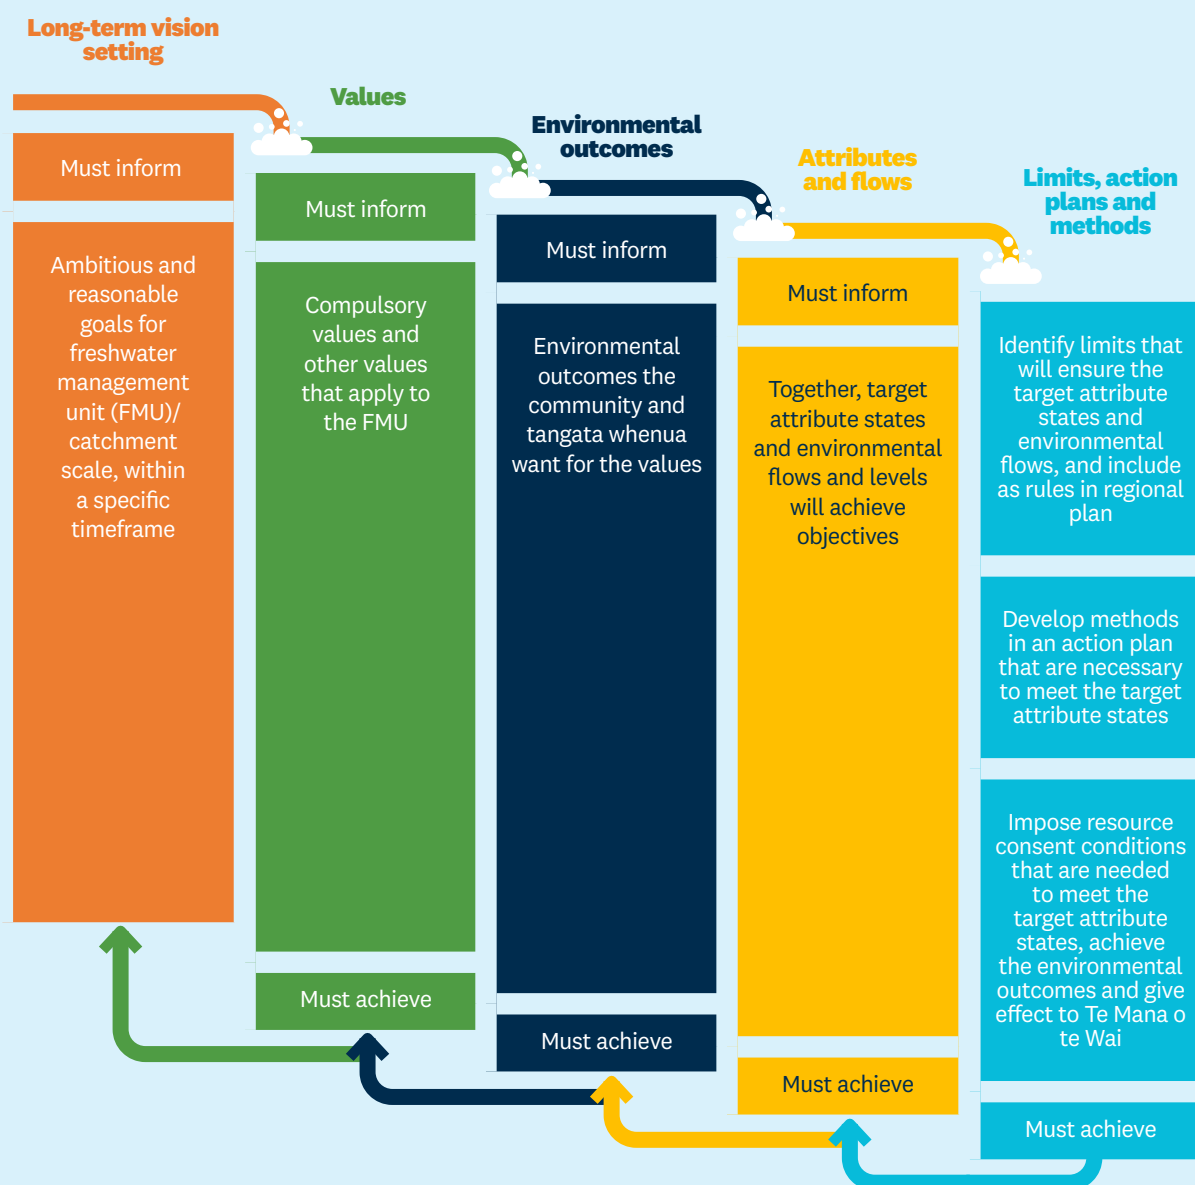 Long-term vision
setting
Must inform
Ambitious and
reasonable
goals for
freshwater
management
unit (FMU)/
catchment
scale, within
a specific
timeframe
Values
Must inform
Compulsory
values and
other values
that apply to
the FMU
Must achieve
Environmental
outcomes
Must inform
Environmental
outcomes the
community and
tangata whenua
want for the values
Must achieve
Attributes
and flows
Must inform
Together, target
attribute states
and environmental
flows and levels
will achieve
objectives
Must achieve
Limits, action
plans and
methods
Identify limits that
will ensure the
target attribute
states and
environmental
flows, and include
as rules in regional
plan
Develop methods
in an action plan
that are necessary
to meet the target
attribute states
Impose resource
consent conditions
that are needed
to meet the
target attribute
states, achieve
the environmental
outcomes and give
effect to Te Mana o
te Wai
Must achieve